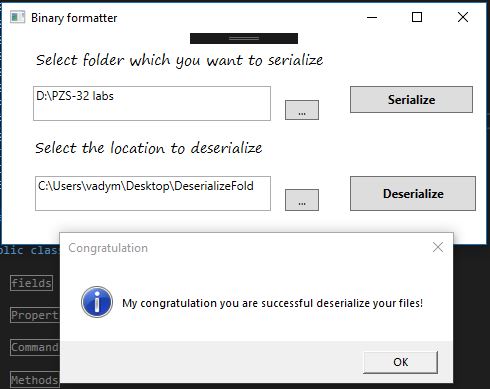 Binary formatter
Select folder which you want to serialize
D:\PZS-32 labs
...
Serialize
Select the location to deserialize
C:\Users\vadym\Desktop\DeserializeFold
...
Deserialize
Congratulation
blic clas
fields
My congratulation you are successful deserialize your files!
Propert
Command
OK
Methods